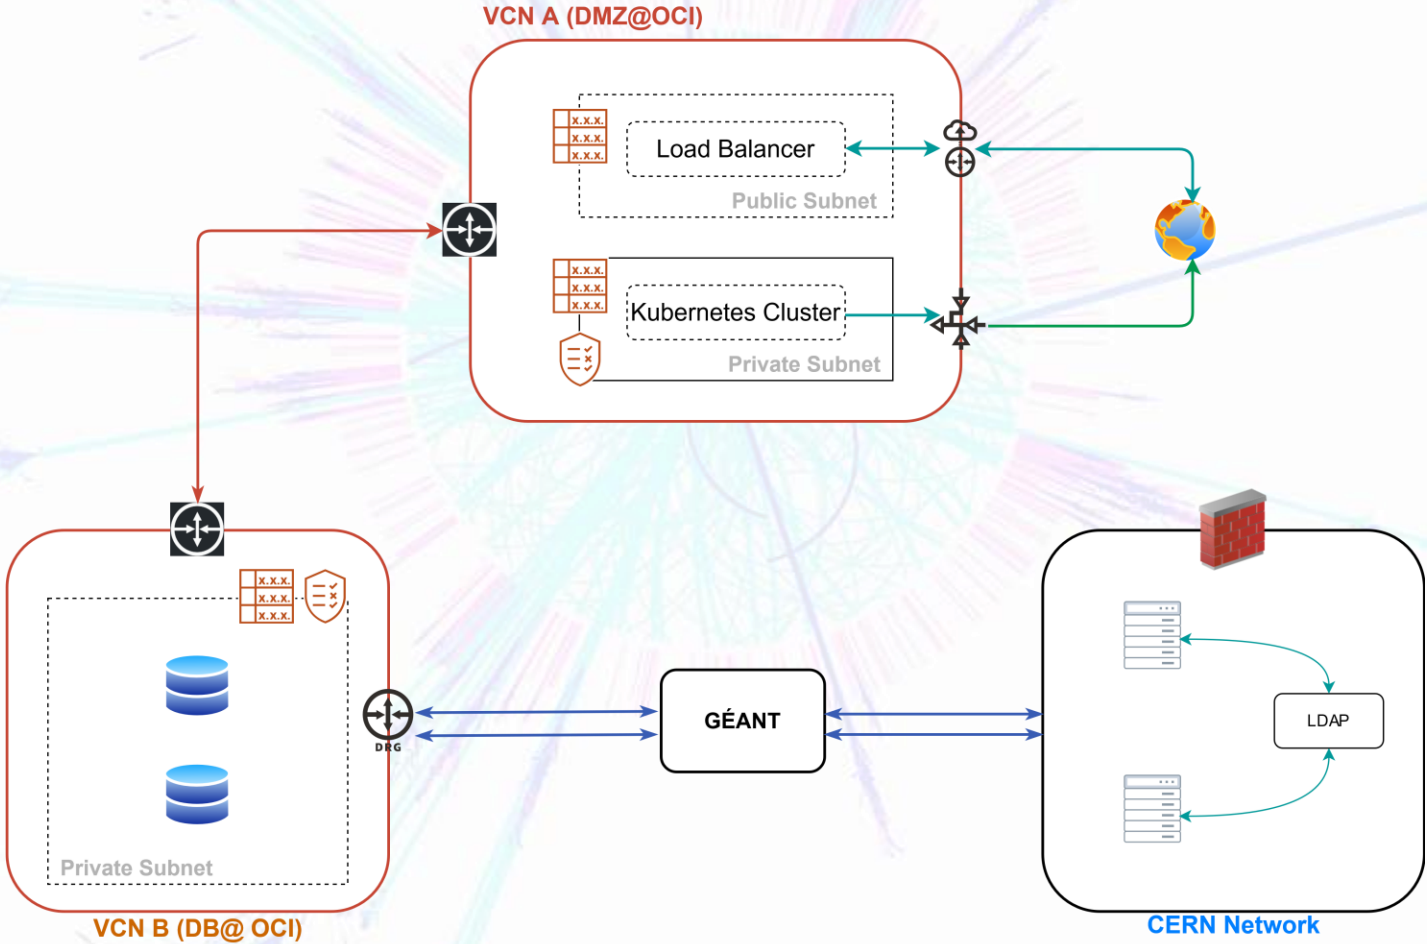 VCN A (DMZ@OCI)
x.x.x.
x.x.x.
x.x.x.
Load Balancer
Public Subnet
x.x.x.
x.x.x.
x.x.x.
Kubernetes Cluster
Private Subnet
x.x.x.
x.x.x.
x.x.x.
DRG
GÉANT
LDAP
Private Subnet
VCN B (DB@ OCI)
CERN Network